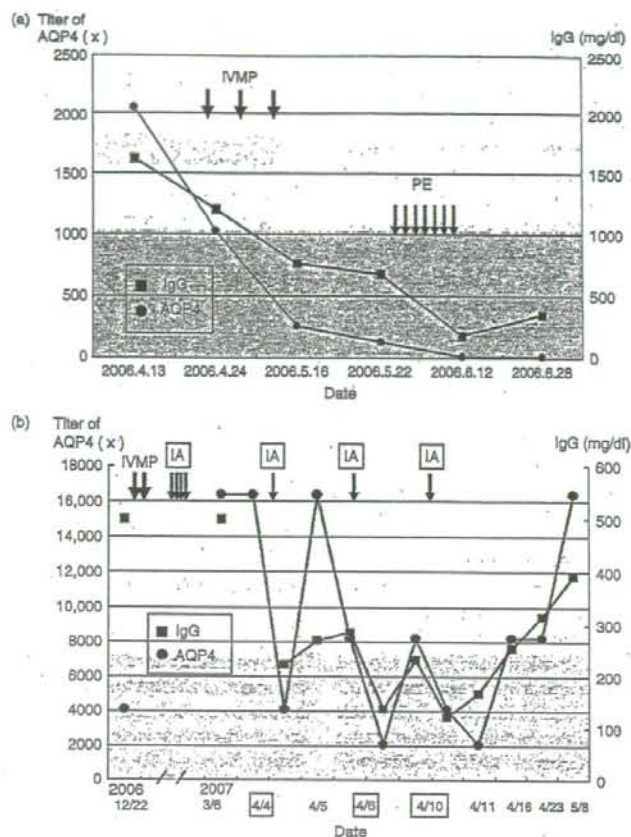 (a) Titer of
AQP4 (x)
IgG (mg/dl)
2500
2000
1500
1000
500
0
2500
2000
1500
1000
500
0
IVMP
PE
IgG
AQP4
2006.4.13 2006.4.24 2006.5.16 2006.5.22 2006.6.12 2006.6.28
Date
(b) Titer of
AQP4 (x)
IgG (mg/dl)
IVMP IA IA IA IA
18000
16,000
14,000
12,000
10,000
8000
6000
4000
2000
0
600
500
400
300
200
100
0
IgG
AQP4
2006 2007
12/22 3/6 4/4 4/5 4/6 4/10 4/11 4/16 4/23 5/8
Date